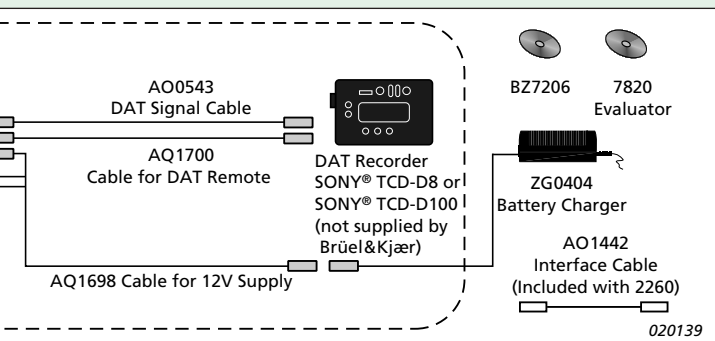 AO0543
DAT Signal Cable
AQ1700
Cable for DAT Remote
DAT Recorder
SONY® TCD-D8 or
SONY® TCD-D100
(not supplied by
Brüel&Kjær)
AQ1698 Cable for 12V Supply
BZ7206
7820
Evaluator
ZG0404
Battery Charger
AO1442
Interface Cable
(Included with 2260)
020139